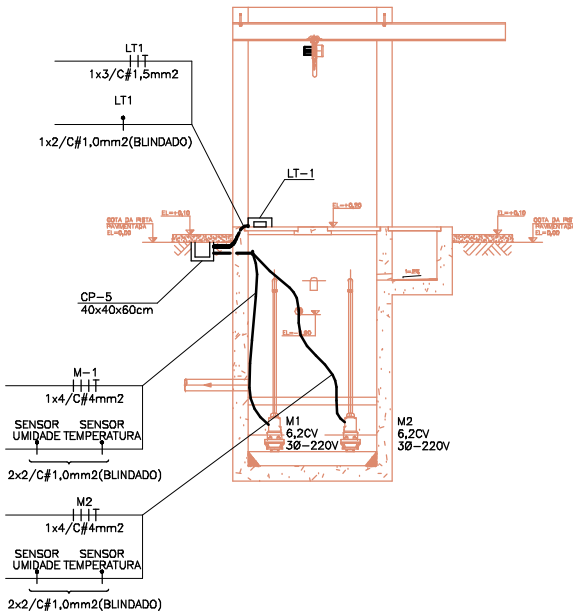 LT1
1x3/C#1,5mm2
LT1
1x2/C#1,0mm2(BLINDADO)
LT-1
EL=+0,10
EL=+0,20
EL=+0,10
COTA DA PISTA
PAVIMENTADA
EL=0,00
COTA DA PISTA
PAVIMENTADA
EL=0,00
CP-5
40x40x60cm
M-1
1x4/C#4mm2
SENSOR SENSOR
UMIDADE TEMPERATURA
2x2/C#1,0mm2(BLINDADO)
M1
6,2CV
3Ø-220V
M2
6,2CV
3Ø-220V
M2
1x4/C#4mm2
SENSOR SENSOR
UMIDADE TEMPERATURA
2x2/C#1,0mm2(BLINDADO)